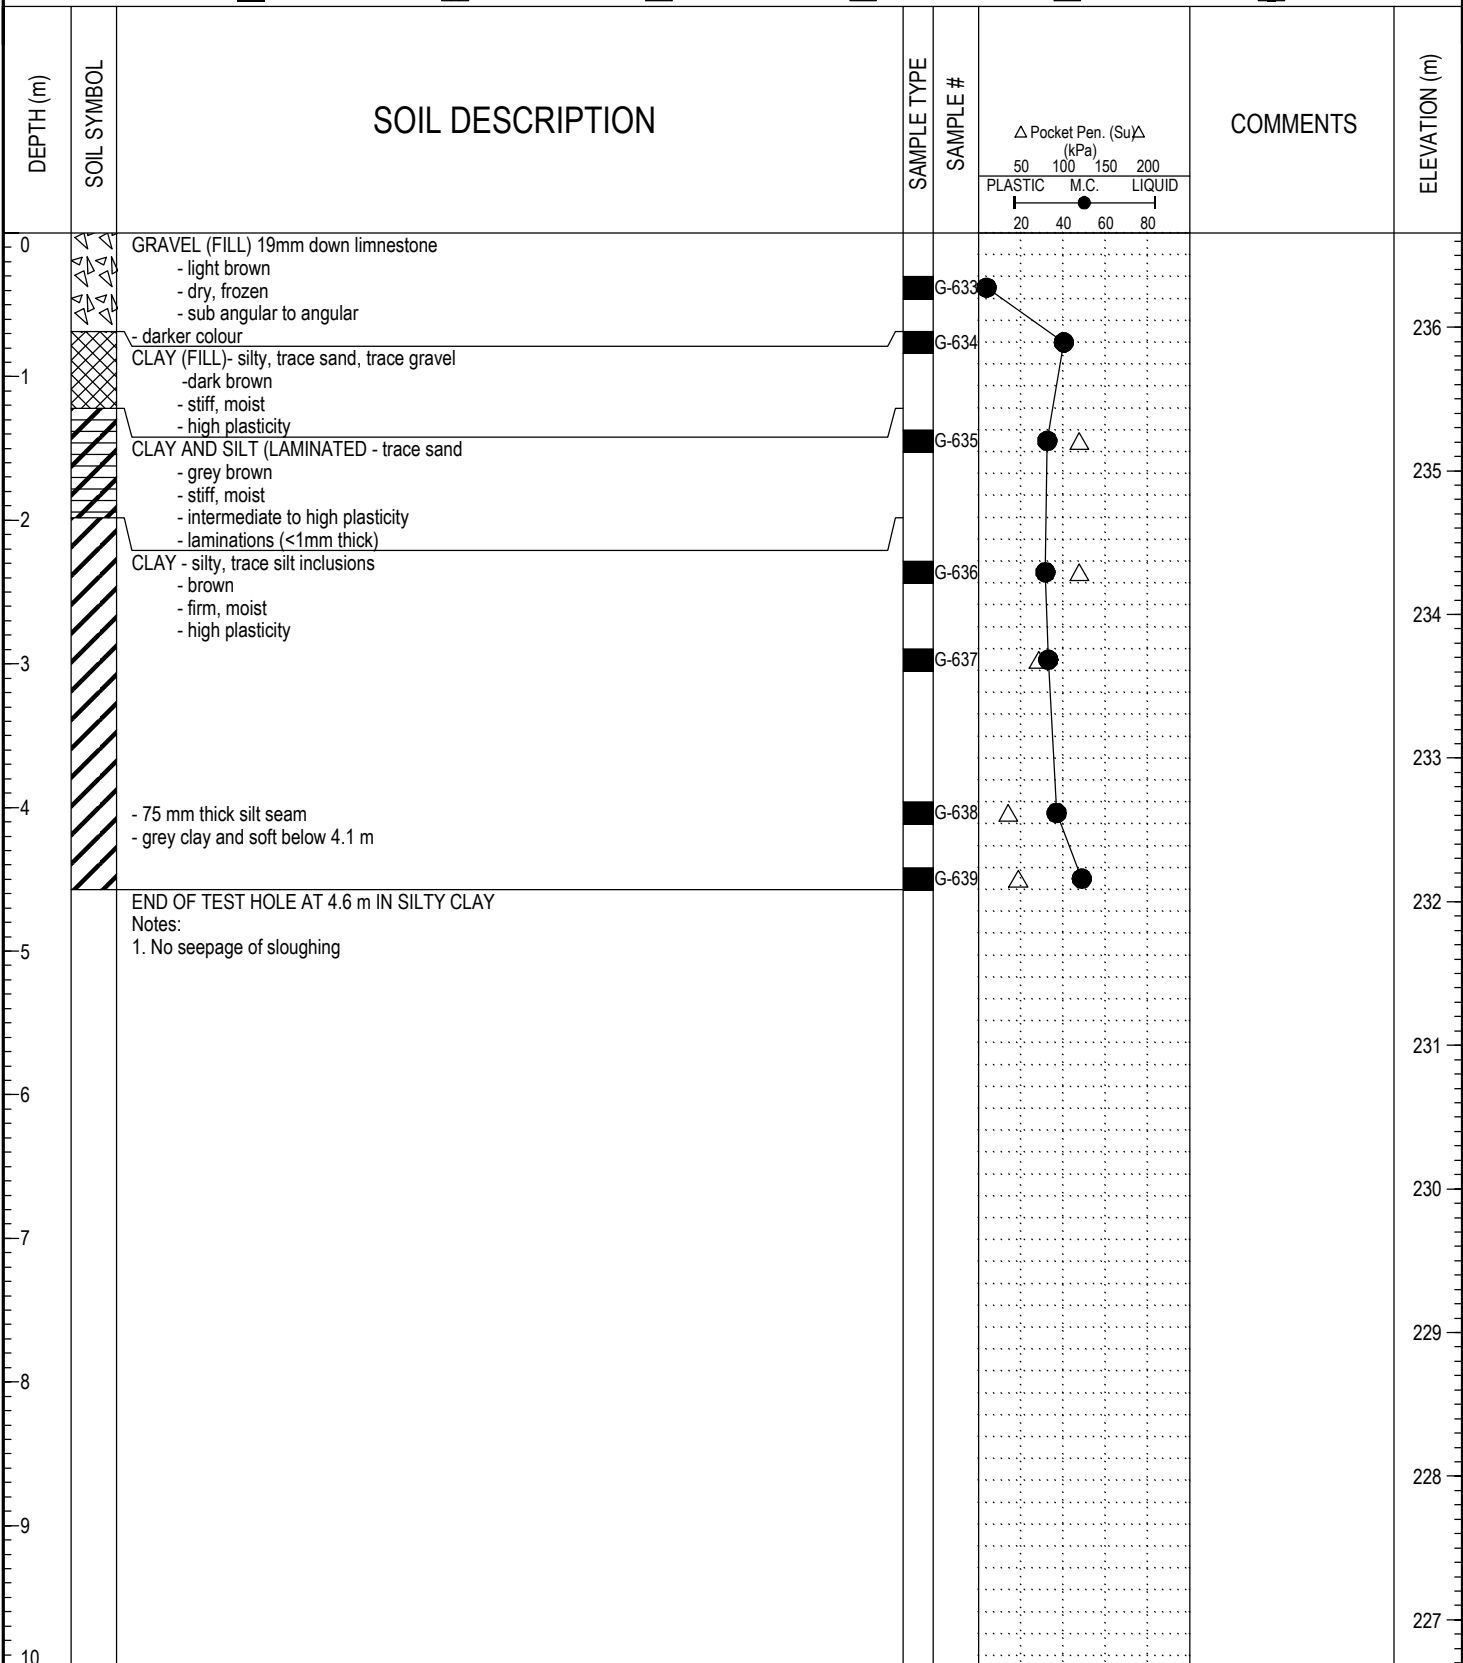 DEPTH (m)
SOIL SYMBOL
SOIL DESCRIPTION
SAMPLE TYPE
SAMPLE #
△ Pocket Pen. (Su)△
(kPa)
50 100 150 200
PLASTIC M.C. LIQUID
20 40 60 80
COMMENTS
ELEVATION (m)
0
GRAVEL (FILL) 19mm down limnestone
- light brown
- dry, frozen
- sub angular to angular
- darker colour
G-633
236
G-634
CLAY (FILL)- silty, trace sand, trace gravel
1
-dark brown
- stiff, moist
- high plasticity
G-635
CLAY AND SILT (LAMINATED - trace sand
- grey brown
235
- stiff, moist
- intermediate to high plasticity
2
- laminations (<1mm thick)
CLAY - silty, trace silt inclusions
G-636
- brown
- firm, moist
234
- high plasticity
3
G-637
233
4
- 75 mm thick silt seam
G-638
- grey clay and soft below 4.1 m
G-639
END OF TEST HOLE AT 4.6 m IN SILTY CLAY
232
Notes:
1. No seepage of sloughing
5
231
6
230
7
229
8
228
9
227
10